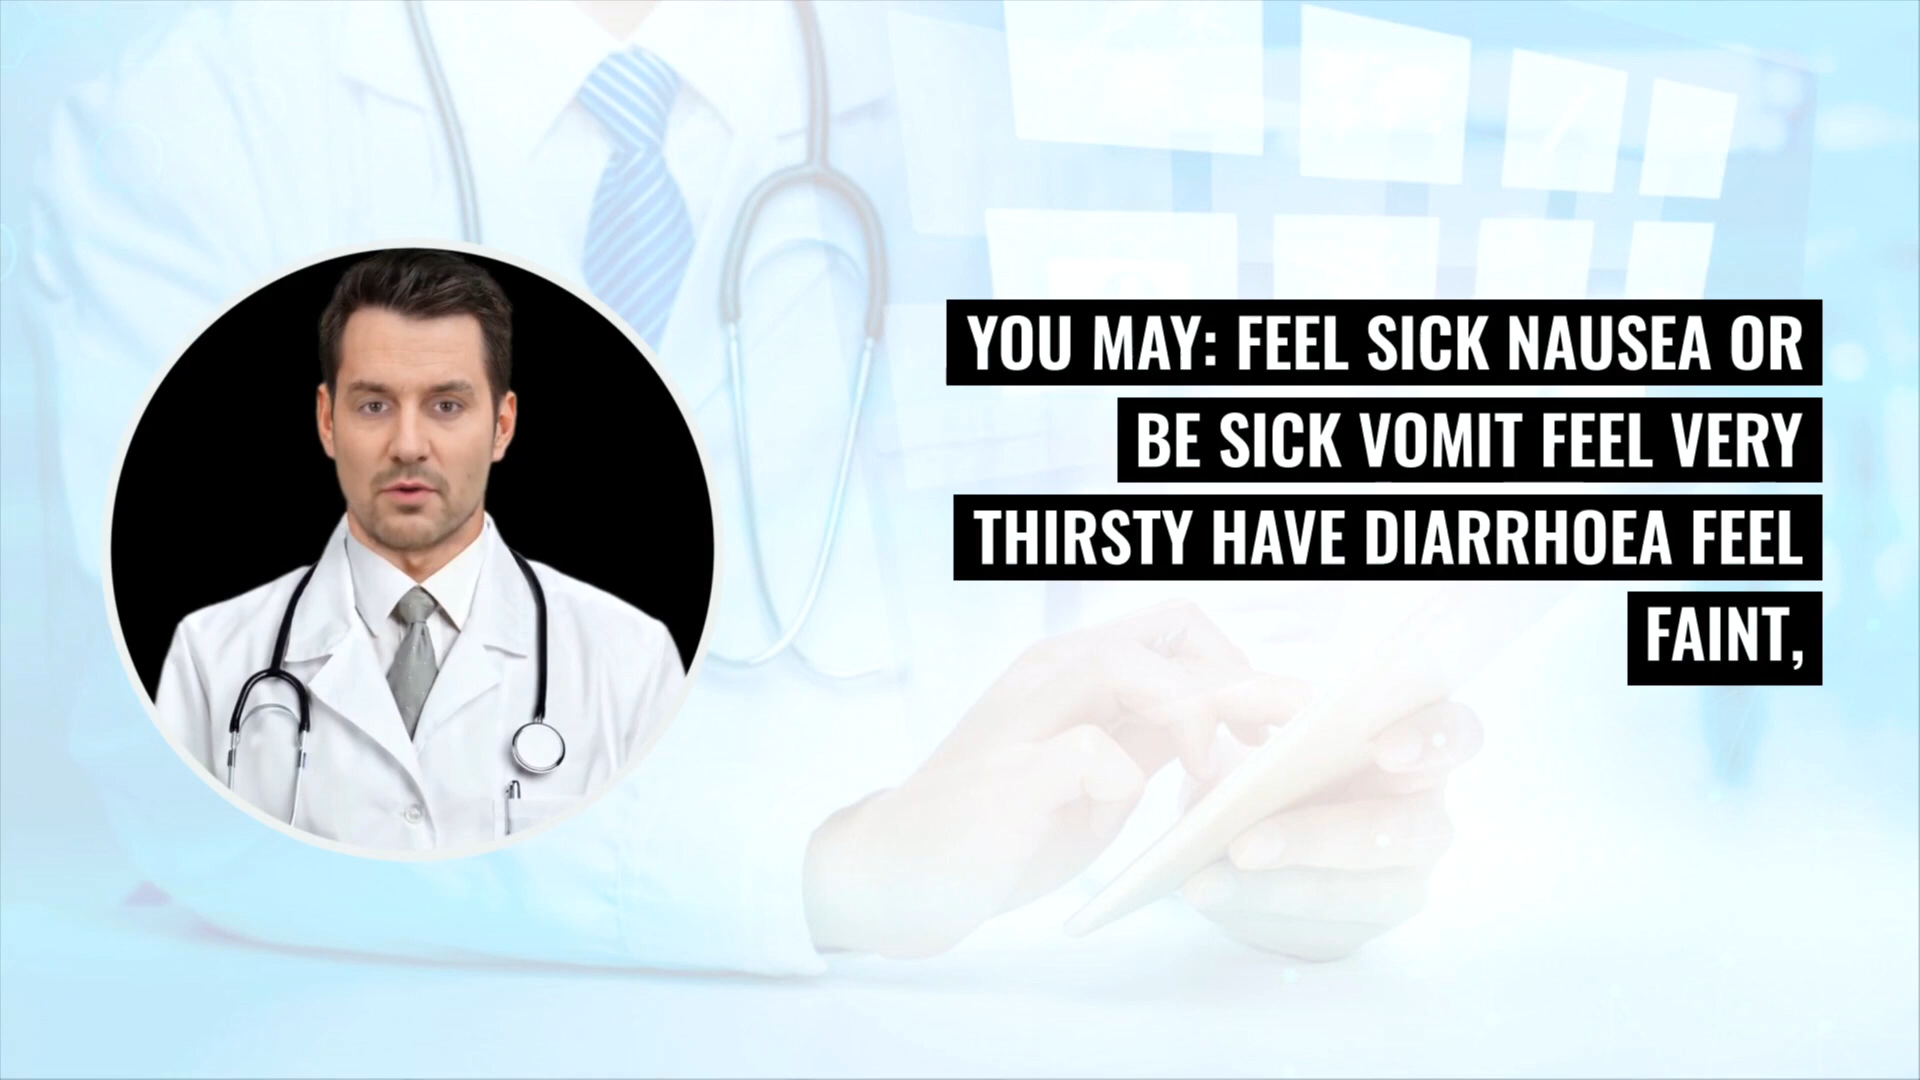 YOU MAY: FEEL SICK NAUSEA OR
BE SICK VOMIT FEEL VERY
THIRSTY HAVE DIARRHOEA FEEL
FAINT,